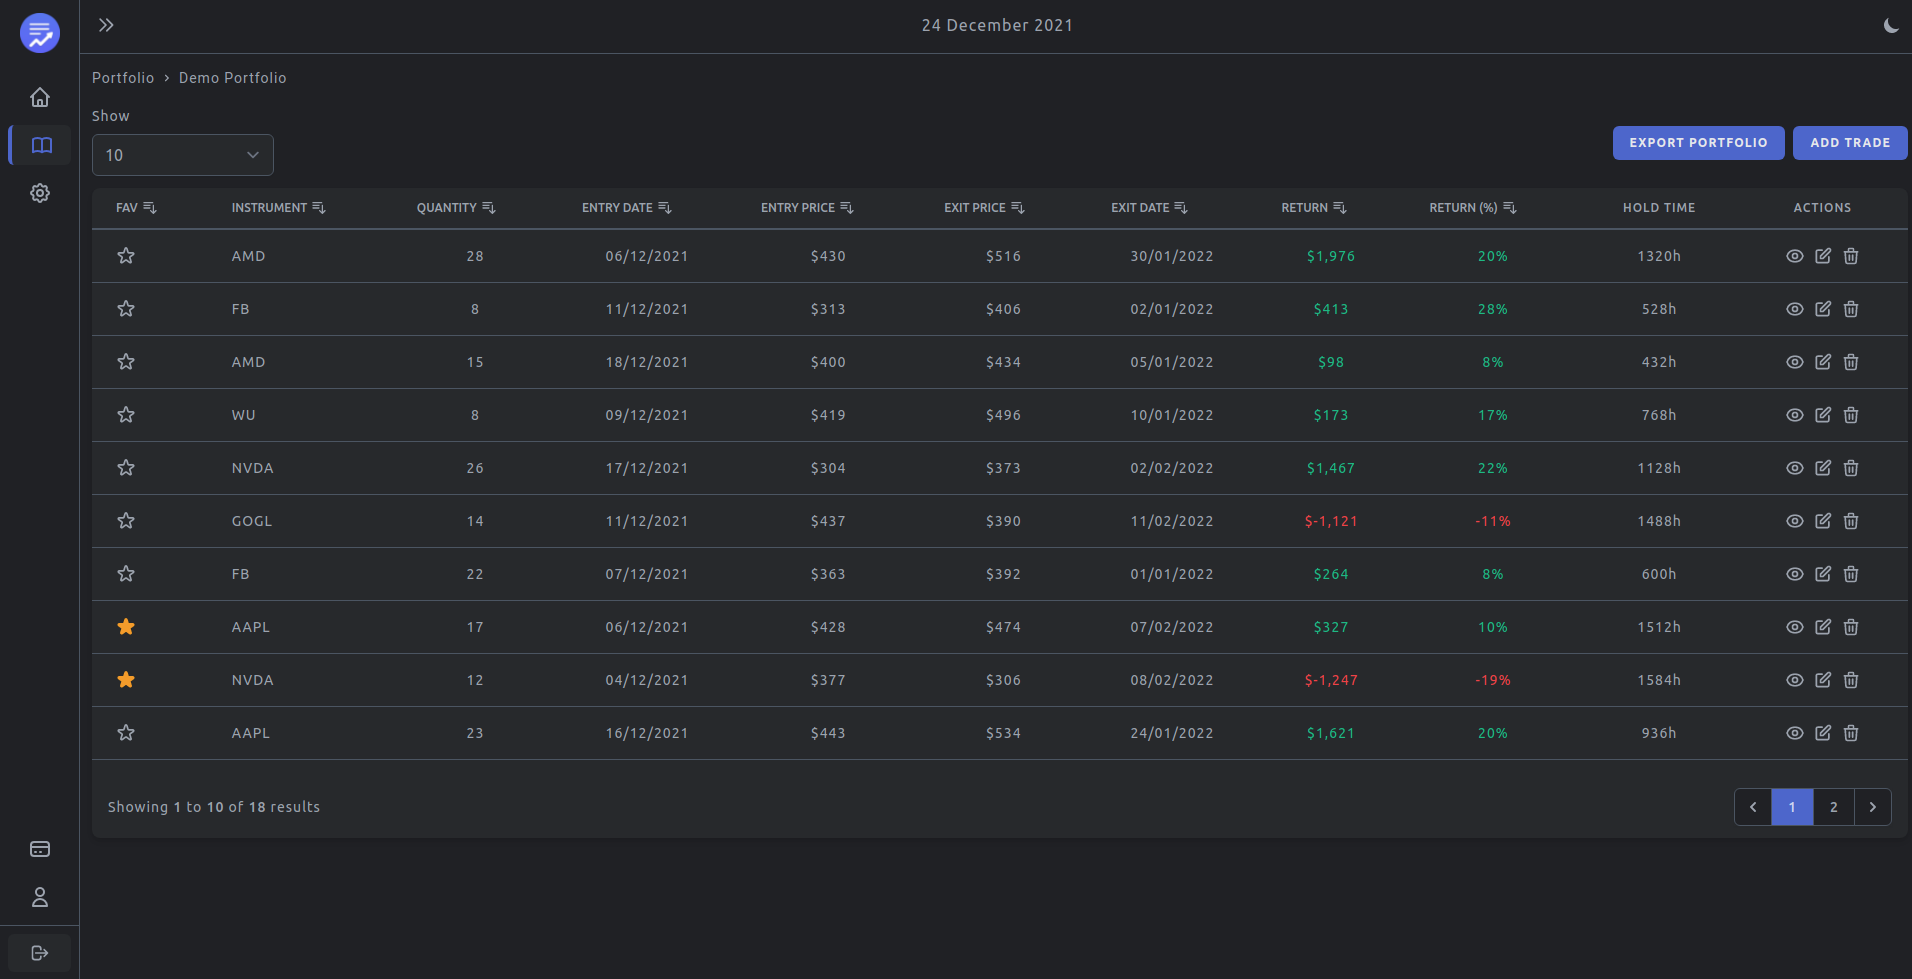 24 December 2021
Portfolio › Demo Portfolio
Show
10
EXPORT PORTFOLIO ADD TRADE
FAV INSTRUMENT QUANTITY ENTRY DATE ENTRY PRICE EXIT PRICE EXIT DATE RETURN RETURN (%) HOLD TIME ACTIONS
AMD 28 06/12/2021 $430 $516 30/01/2022 $1,976 20% 1320h
FB 8 11/12/2021 $313 $406 02/01/2022 $413 28% 528h
AMD 15 18/12/2021 $400 $434 05/01/2022 $98 8% 432h
WU 8 09/12/2021 $419 $496 10/01/2022 $173 17% 768h
NVDA 26 17/12/2021 $304 $373 02/02/2022 $1,467 22% 1128h
GOGL 14 11/12/2021 $437 $390 11/02/2022 $-1,121 -11% 1488h
FB 22 07/12/2021 $363 $392 01/01/2022 $264 8% 600h
AAPL 17 06/12/2021 $428 $474 07/02/2022 $327 10% 1512h
NVDA 12 04/12/2021 $377 $306 08/02/2022 $-1,247 -19% 1584h
AAPL 23 16/12/2021 $443 $534 24/01/2022 $1,621 20% 936h
Showing 1 to 10 of 18 results
1 2